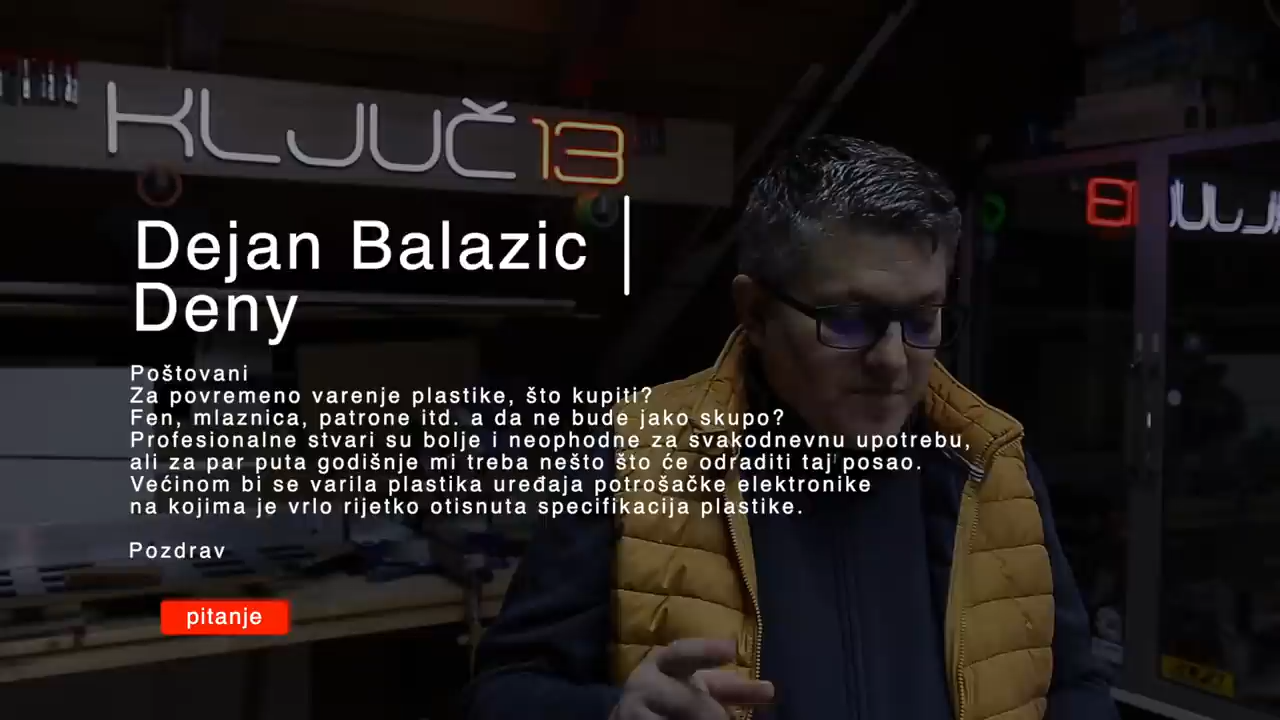 KLJUČ 13
Dejan Balazic
Deny
Poštovani
Za povremeno varenje plastike, što kupiti?
Fen, mlaznica, patrone itd. a da ne bude jako skupo?
Profesionalne stvari su bolje i neophodne za svakodnevnu upotrebu,
ali za par puta godišnje mi treba nešto što će odraditi taj posao.
Većinom bi se varila plastika uređaja potrošačke elektronike
na kojima je vrlo rijetko otisnuta specifikacija plastike.
Pozdrav
pitanje